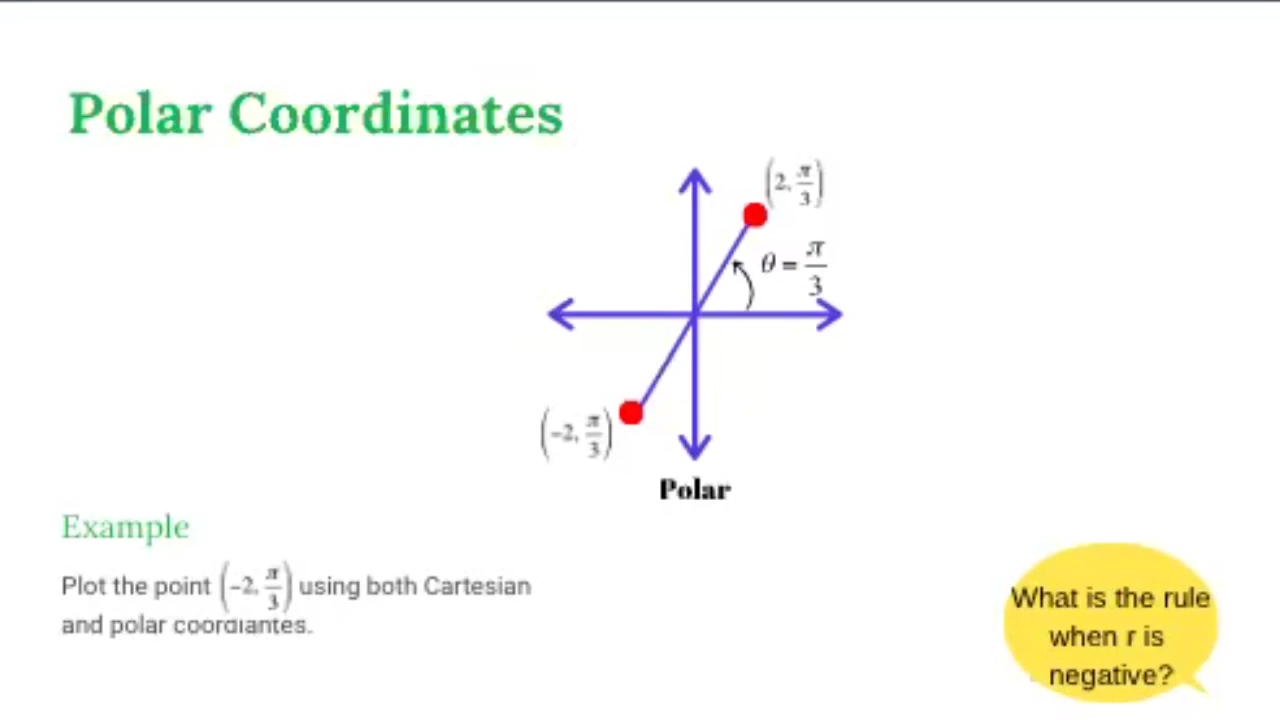 Polar Coordinates
(2, π/3)
θ = π/3
(-2, π/3)
Polar
Example
Plot the point (-2, π/3) using both Cartesian
and polar coordiantes.
What is the rule
when r is
negative?